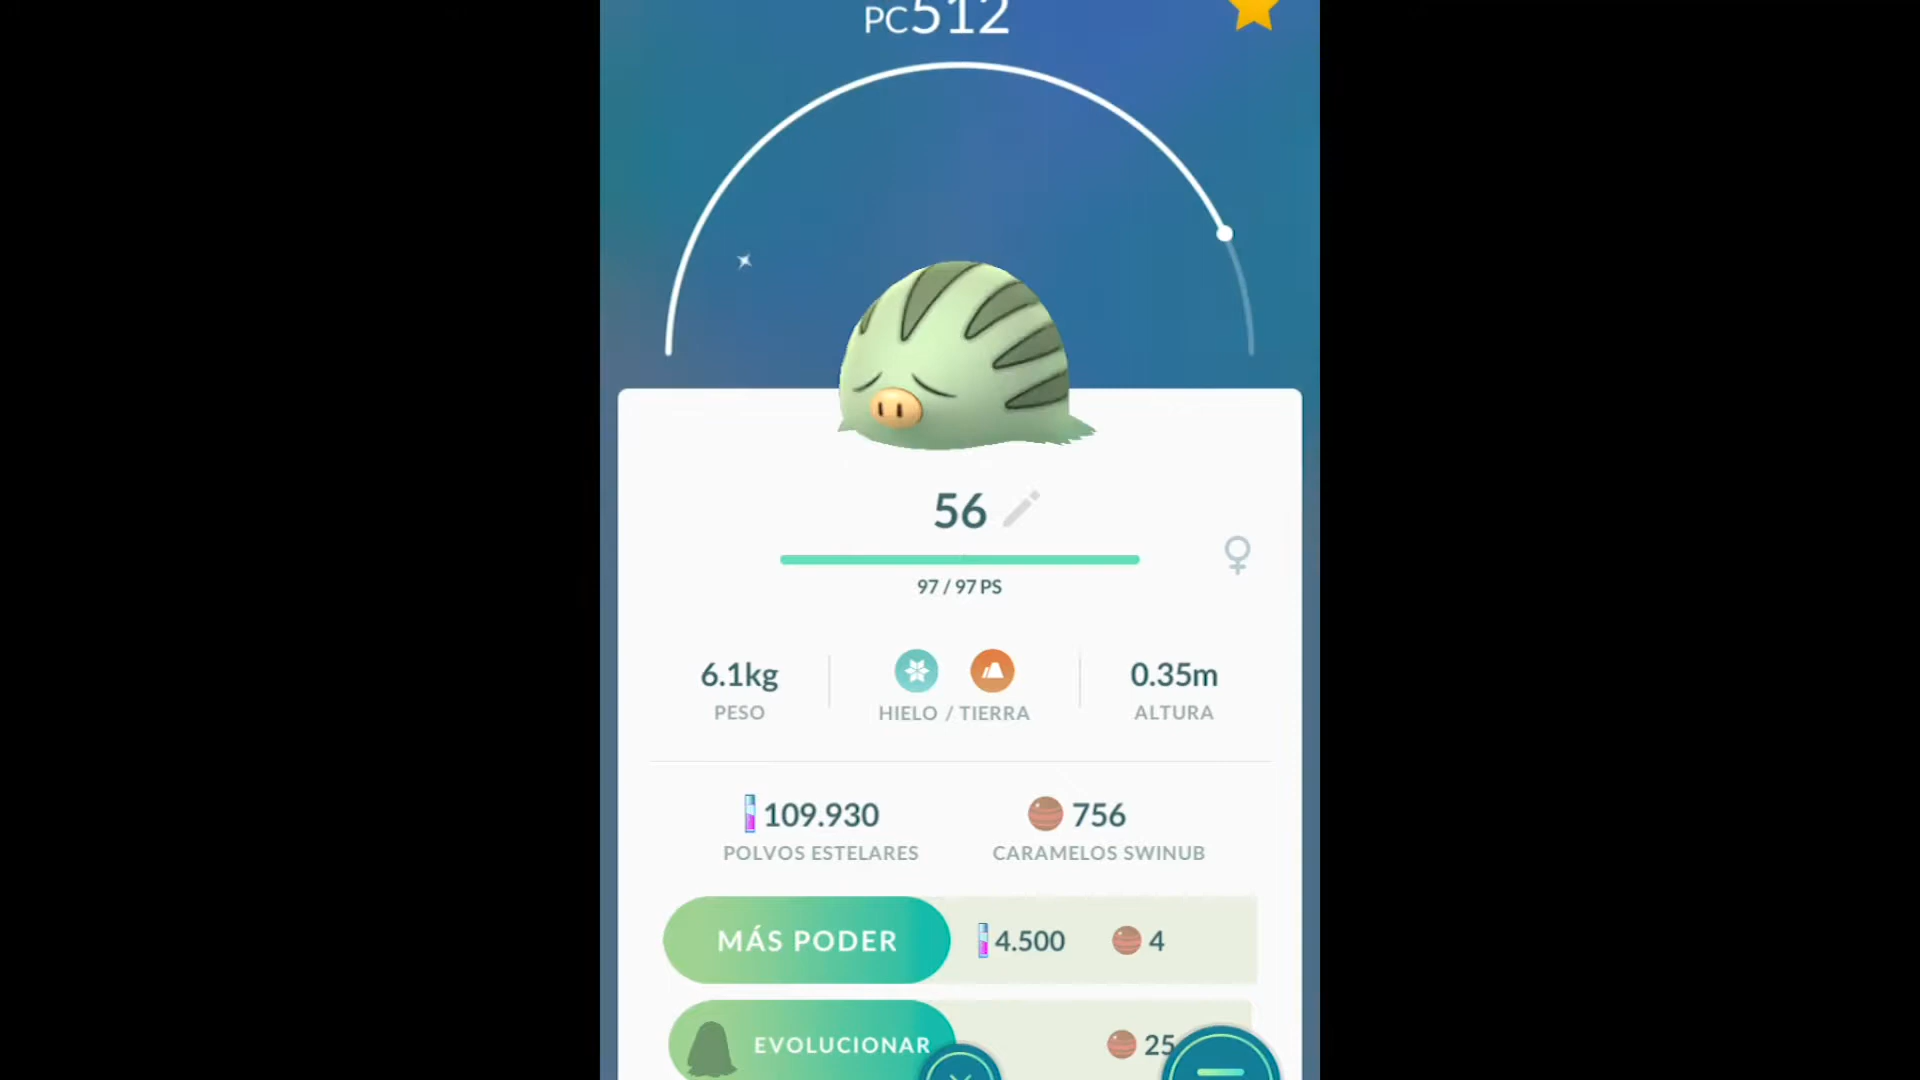 PC512
56
97 / 97 PS
6.1kg
PESO
HIELO / TIERRA
0.35m
ALTURA
109.930
POLVOS ESTELARES
756
CARAMELOS SWINUB
MÁS PODER 4.500 4
EVOLUCIONAR 25